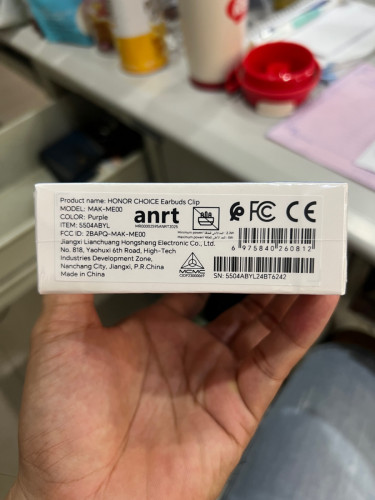 Product name: HONOR CHOICE Earbuds Clip
MODEL: MAK-ME00
COLOR: Purple
ITEM: 5504ABYL
FCC ID: 2BAPQ-MAK-ME00
Jiangxi Lianchuang Hongsheng Electronic Co., Ltd.
No. 818, Yaohuxi 6th Road, High-Tech
Industries Development Zone,
Nanchang City, Jiangxi, P.R.China
Made in China
anrt
FC CE
6 975840 260812
MCMC
SN: 5504ABYL24BT6242